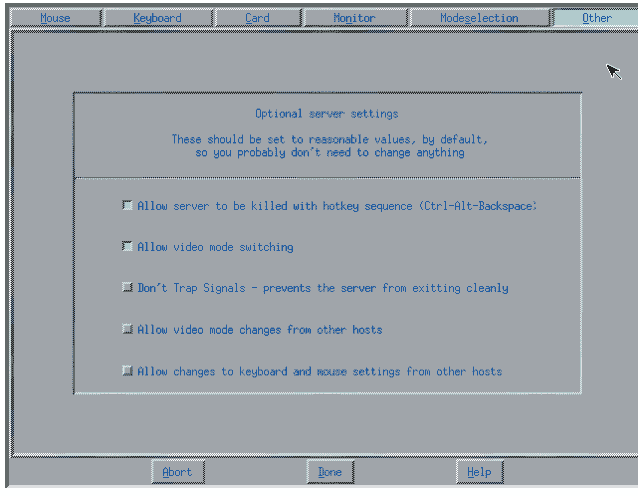 Mouse
Keyboard
Card
Monitor
Modeselection
Other
Optional server settings
These should be set to reasonable values, by default,
so you probably don't need to change anything
Allow server to be killed with hotkey sequence (Ctrl-Alt-Backspace)
Allow video mode switching
Don't Trap Signals - prevents the server from exitting cleanly
Allow video mode changes from other hosts
Allow changes to keyboard and mouse settings from other hosts
Abort
Done
Help